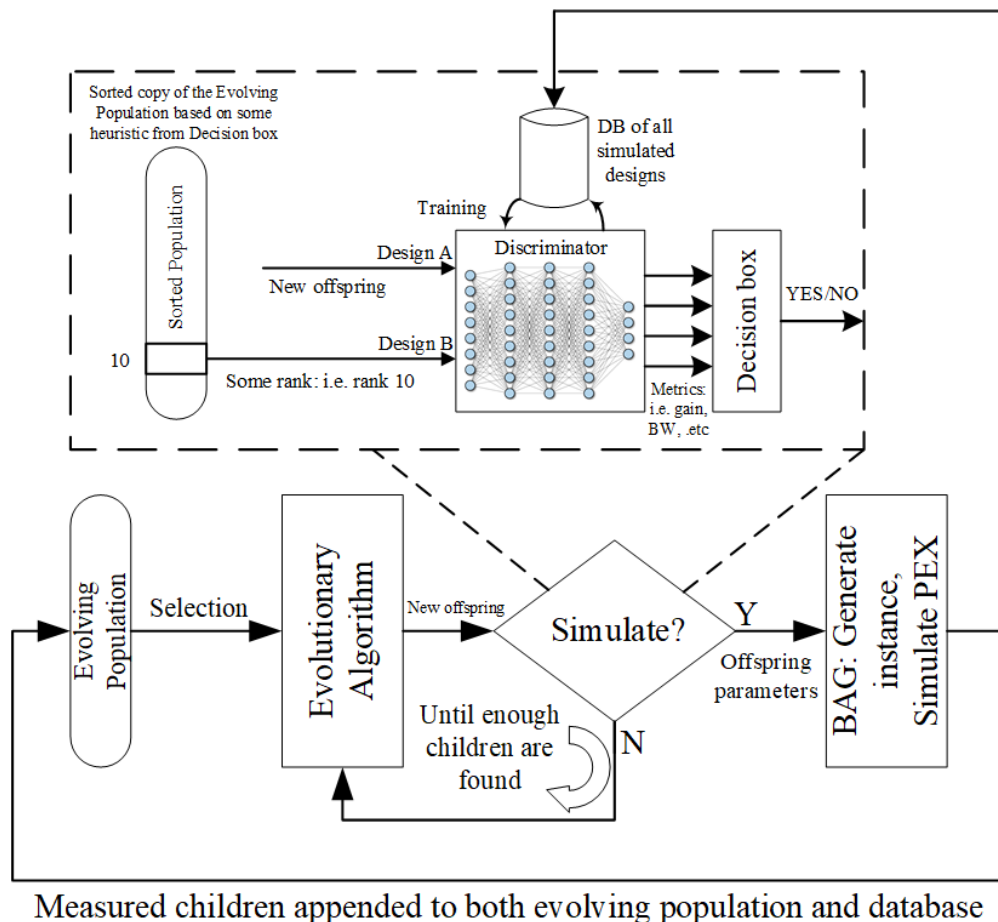 Sorted copy of the Evolving
Population based on some
heuristic from Decision box
Sorted Population
10
DB of all
simulated
designs
Training
Design A
New offspring
Discriminator
Design B
Some rank: i.e. rank 10
Metrics:
i.e. gain,
BW, .etc
Decision box
YES/NO
Evolving
Population
Selection
Evolutionary
Algorithm
New offspring
Simulate?
Y
Offspring
parameters
BAG: Generate
instance,
Simulate PEX
Until enough
children are
found
N
Measured children appended to both evolving population and database